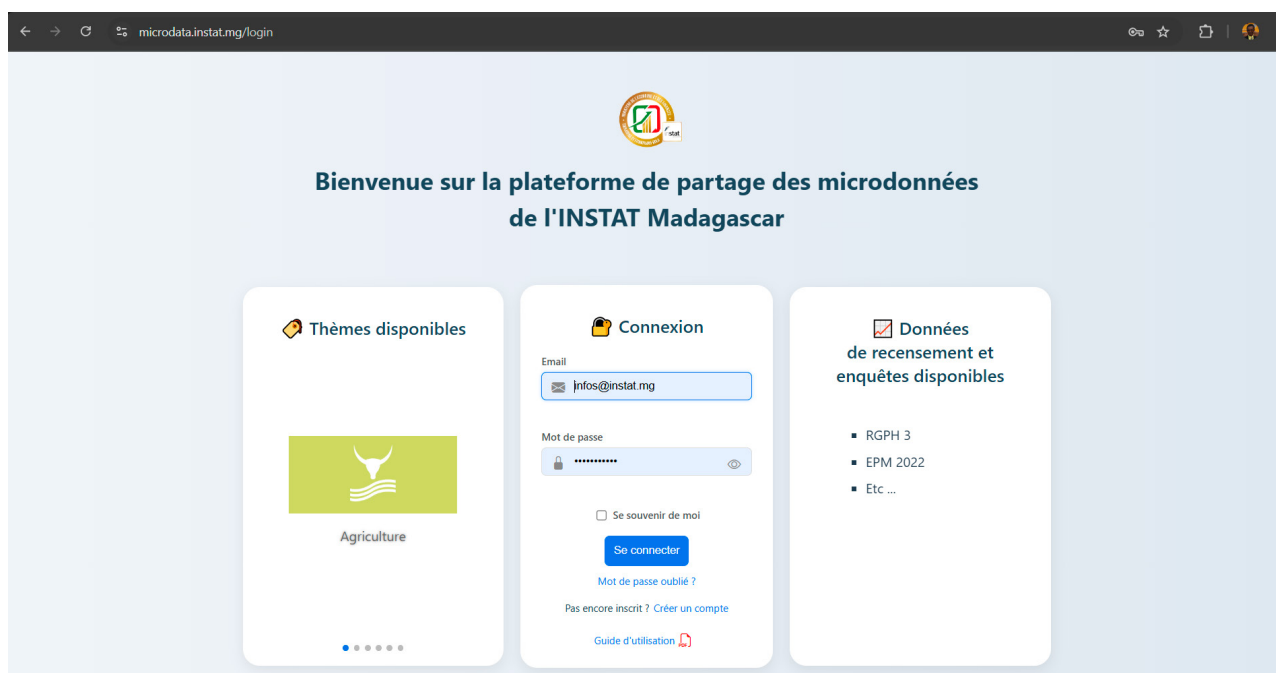 microdata.instat.mg/login
Bienvenue sur la plateforme de partage des microdonnées
de l'INSTAT Madagascar
Thèmes disponibles
Agriculture
Connexion
Email
infos@instat.mg
Mot de passe
•••••••••••
Se souvenir de moi
Se connecter
Mot de passe oublié ?
Pas encore inscrit ? Créer un compte
Guide d'utilisation
Données
de recensement et
enquêtes disponibles
▪ RGPH 3
▪ EPM 2022
▪ Etc ...